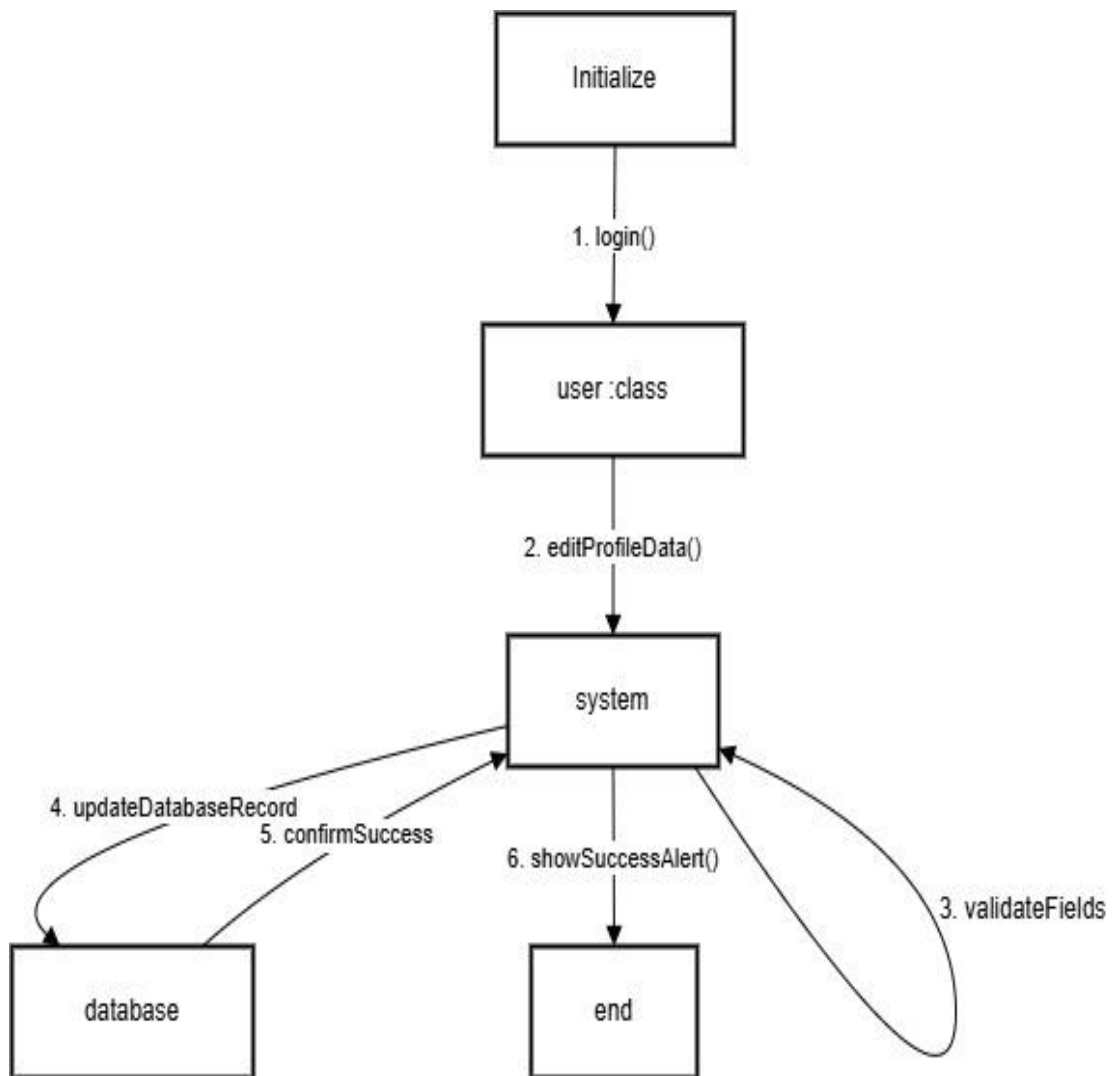 Initialize
1. login()
user :class
2. editProfileData()
system
4. updateDatabaseRecord
5. confirmSuccess
6. showSuccessAlert()
3. validateFields
database
end